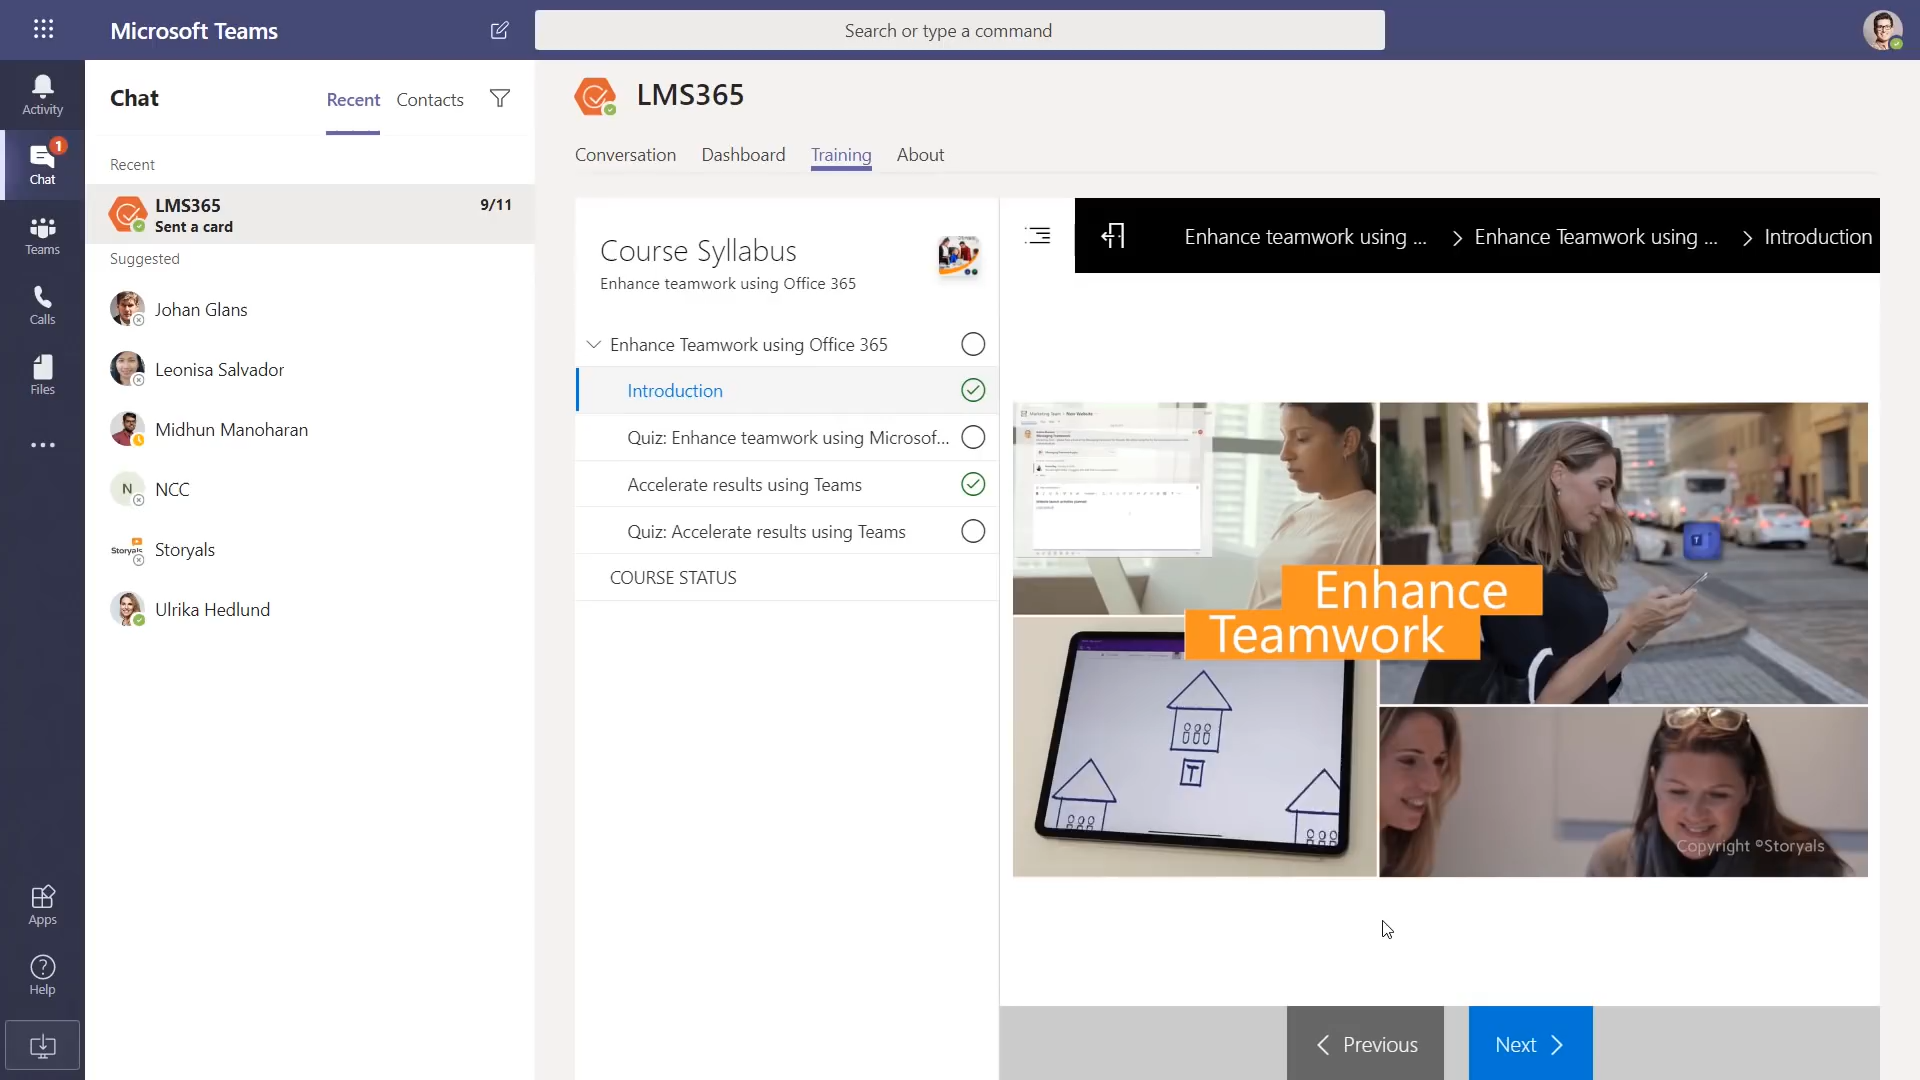 Microsoft Teams
Search or type a command
Activity
1
Chat
Teams
Calls
Files
Apps
Help
Chat
Recent
Contacts
Recent
LMS365
9/11
Sent a card
Suggested
Johan Glans
Leonisa Salvador
Midhun Manoharan
N
NCC
Storyals
Storyals
Ulrika Hedlund
LMS365
Conversation
Dashboard
Training
About
Course Syllabus
Enhance teamwork using Office 365
Enhance Teamwork using Office 365
Introduction
Quiz: Enhance teamwork using Microsof...
Accelerate results using Teams
Quiz: Accelerate results using Teams
COURSE STATUS
Enhance teamwork using ...
Enhance Teamwork using ...
Introduction
Enhance
Teamwork
T
T
Copyright ©Storyals
Previous
Next